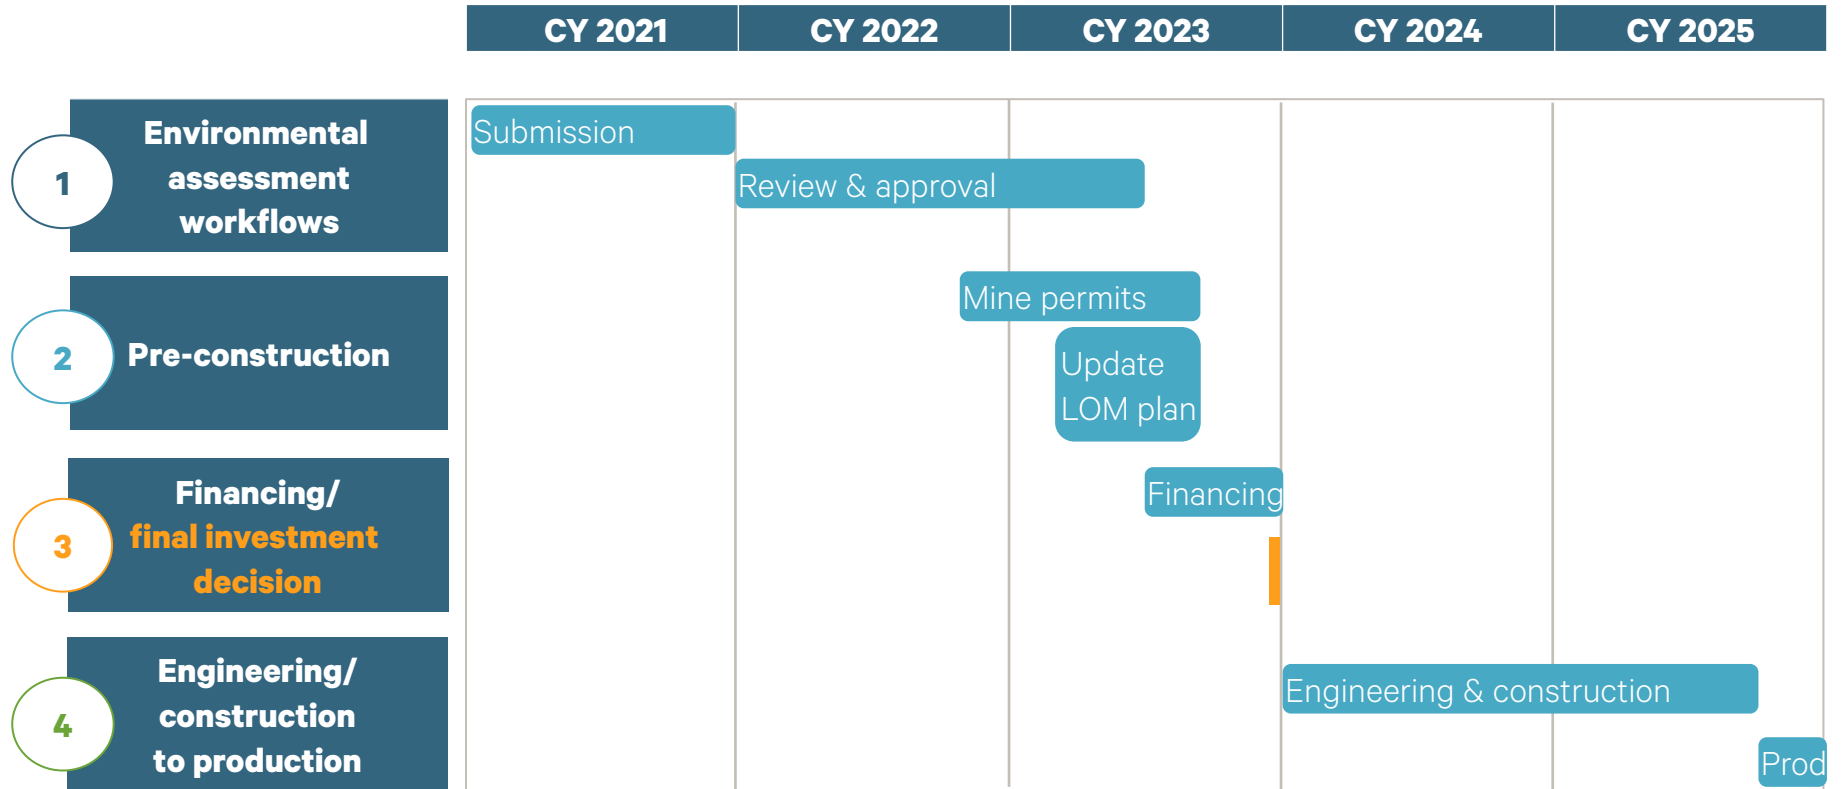 CY 2021 CY 2022 CY 2023 CY 2024 CY 2025
1
Environmental
assessment
workflows
Submission
Review & approval
2
Pre-construction
Mine permits
Update
LOM plan
3
Financing/
final investment
decision
Financing
4
Engineering/
construction
to production
Engineering & construction
Prod